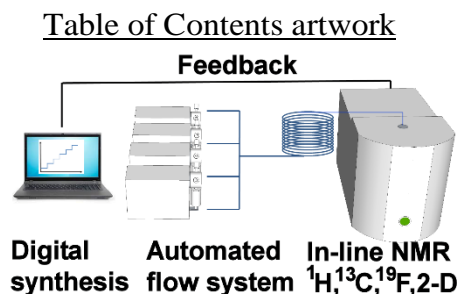 Table of Contents artwork
Feedback
Digital Automated In-line NMR
synthesis flow system ¹H,¹³C,¹⁹F,2-D